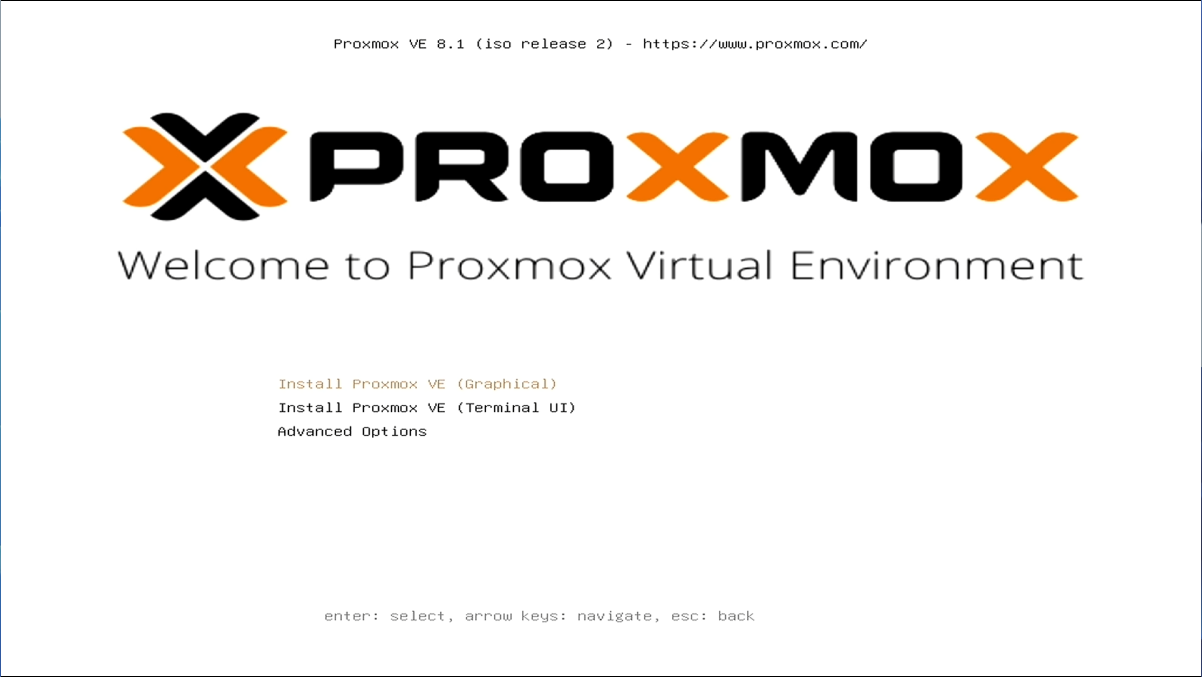 Proxmox VE 8.1 (iso release 2) - https://www.proxmox.com/
PROXMOX
Welcome to Proxmox Virtual Environment
Install Proxmox VE (Graphical)
Install Proxmox VE (Terminal UI)
Advanced Options
enter: select, arrow keys: navigate, esc: back